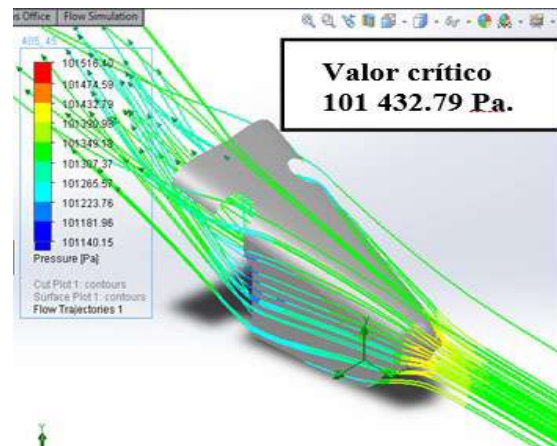 s Office Flow Simulation
405_45
101516.40
101474.59
101432.79
101390.98
101349.18
101307.37
101265.57
101223.76
101181.96
101140.15
Pressure [Pa]
Cut Plot 1: contours
Surface Plot 1: contours
Flow Trajectories 1
Valor crítico
101 432.79 Pa.
Y
Y